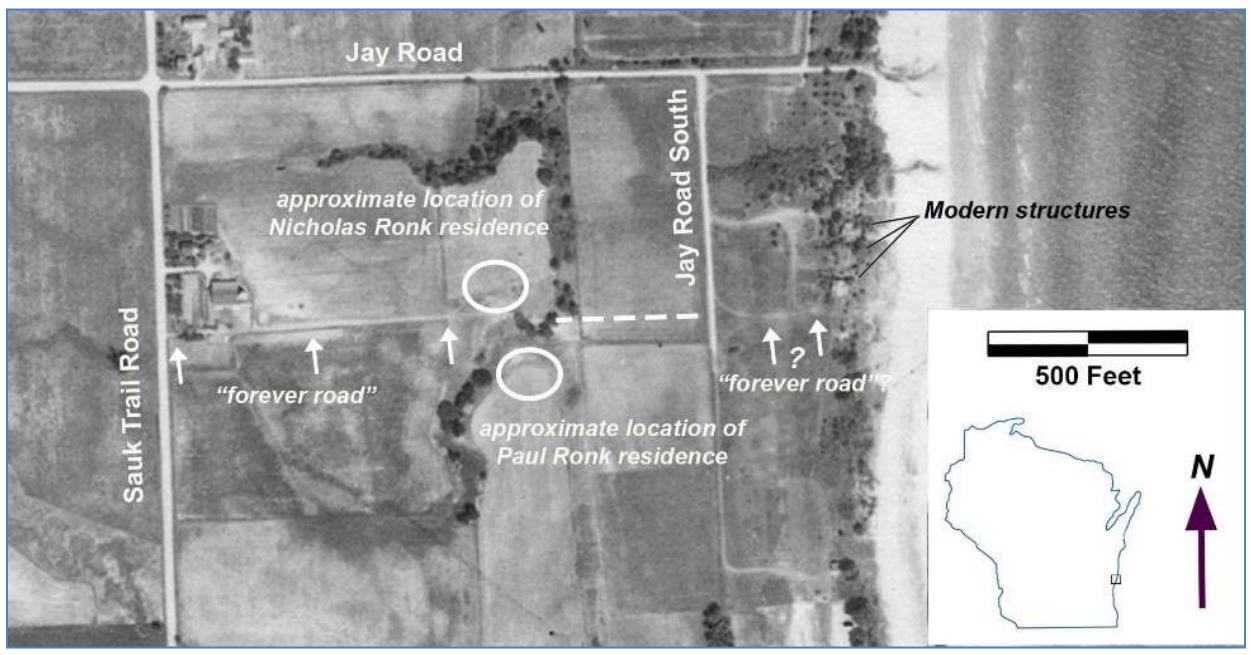 Jay Road
Jay Road South
approximate location of
Nicholas Ronk residence
Modern structures
Sauk Trail Road
?
“forever road”
“forever road”?
500 Feet
approximate location of
Paul Ronk residence
N